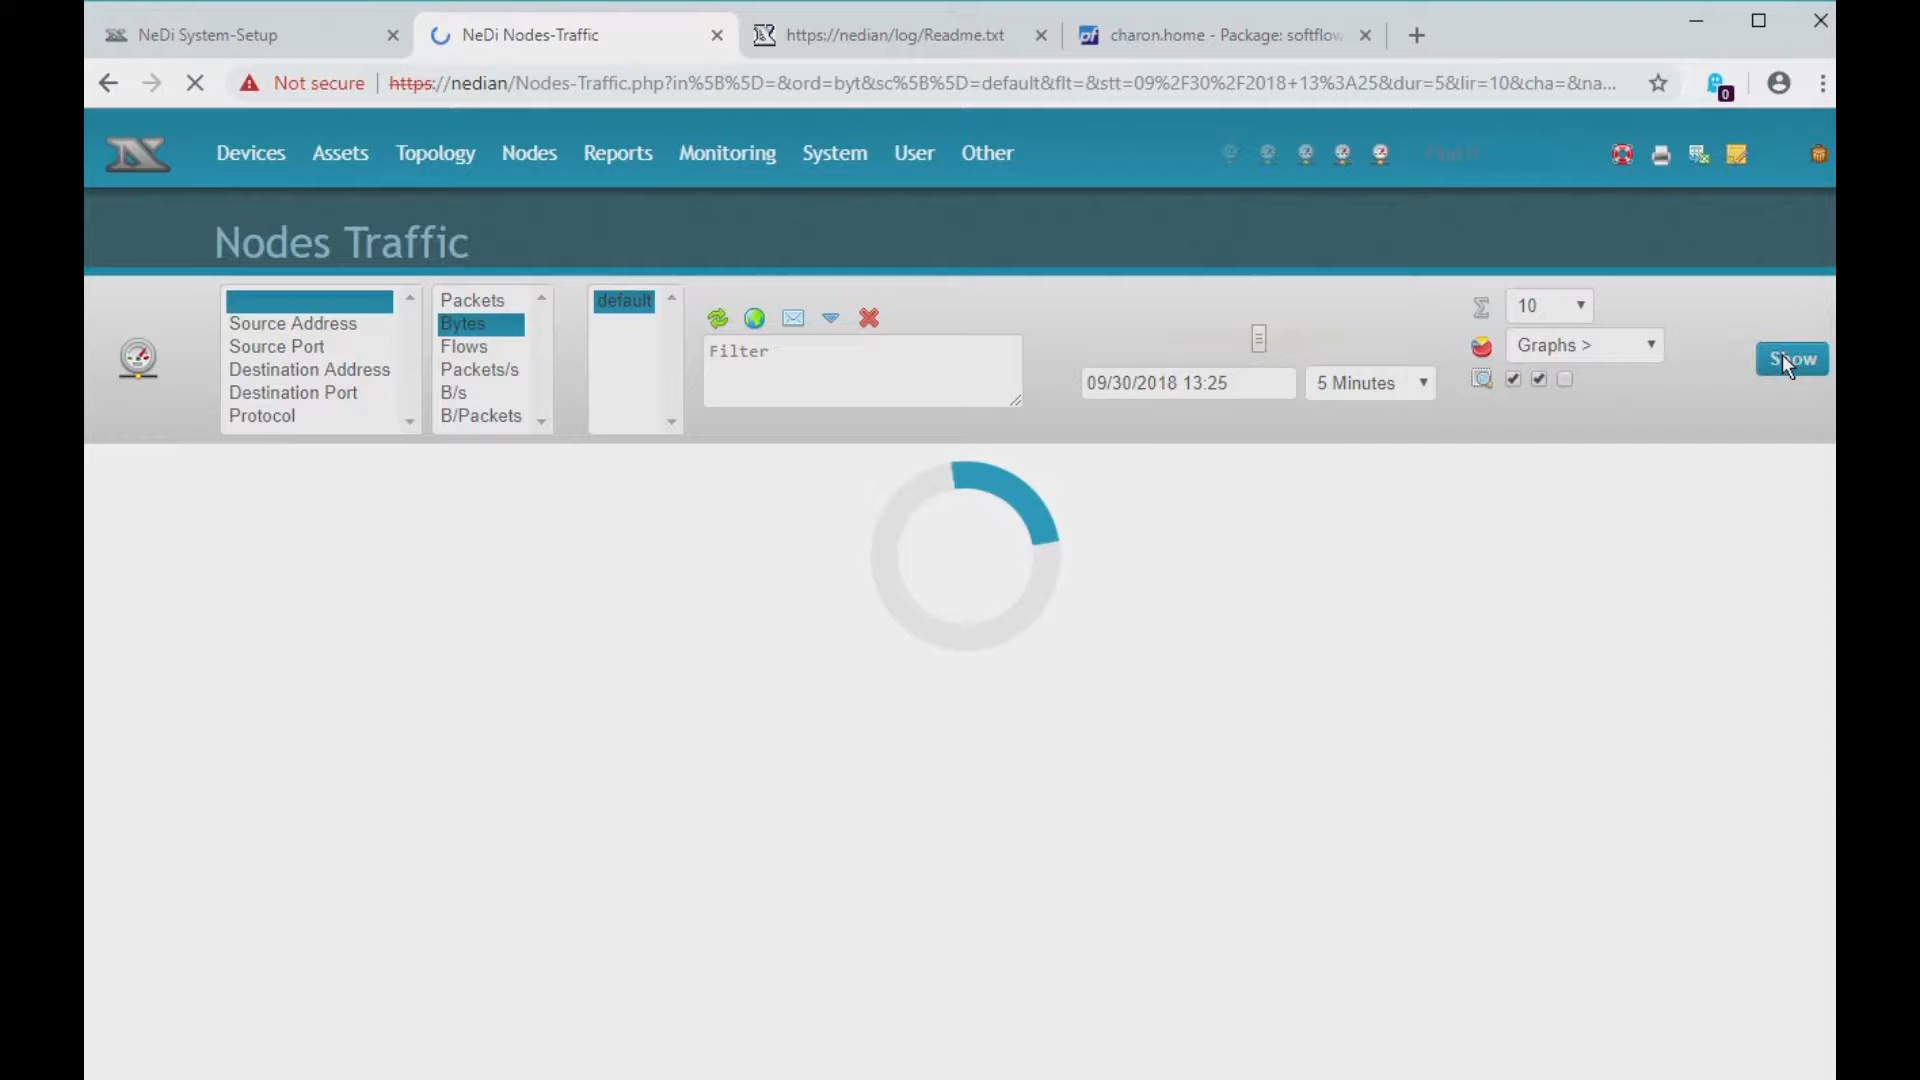 NeDi System-Setup
NeDi Nodes-Traffic
https://nedian/log/Readme.txt
charon.home - Package: softflow
Not secure
https://nedian/Nodes-Traffic.php?in%5B%5D=&ord=byt&sc%5B%5D=default&flt=&stt=09%2F30%2F2018+13%3A25&dur=5&lir=10&cha=&na...
0
Devices
Assets
Topology
Nodes
Reports
Monitoring
System
User
Other
Nodes Traffic
Source Address
Source Port
Destination Address
Destination Port
Protocol
Packets
Bytes
Flows
Packets/s
B/s
B/Packets
default
Filter
09/30/2018 13:25
5 Minutes
10
Graphs >
Show